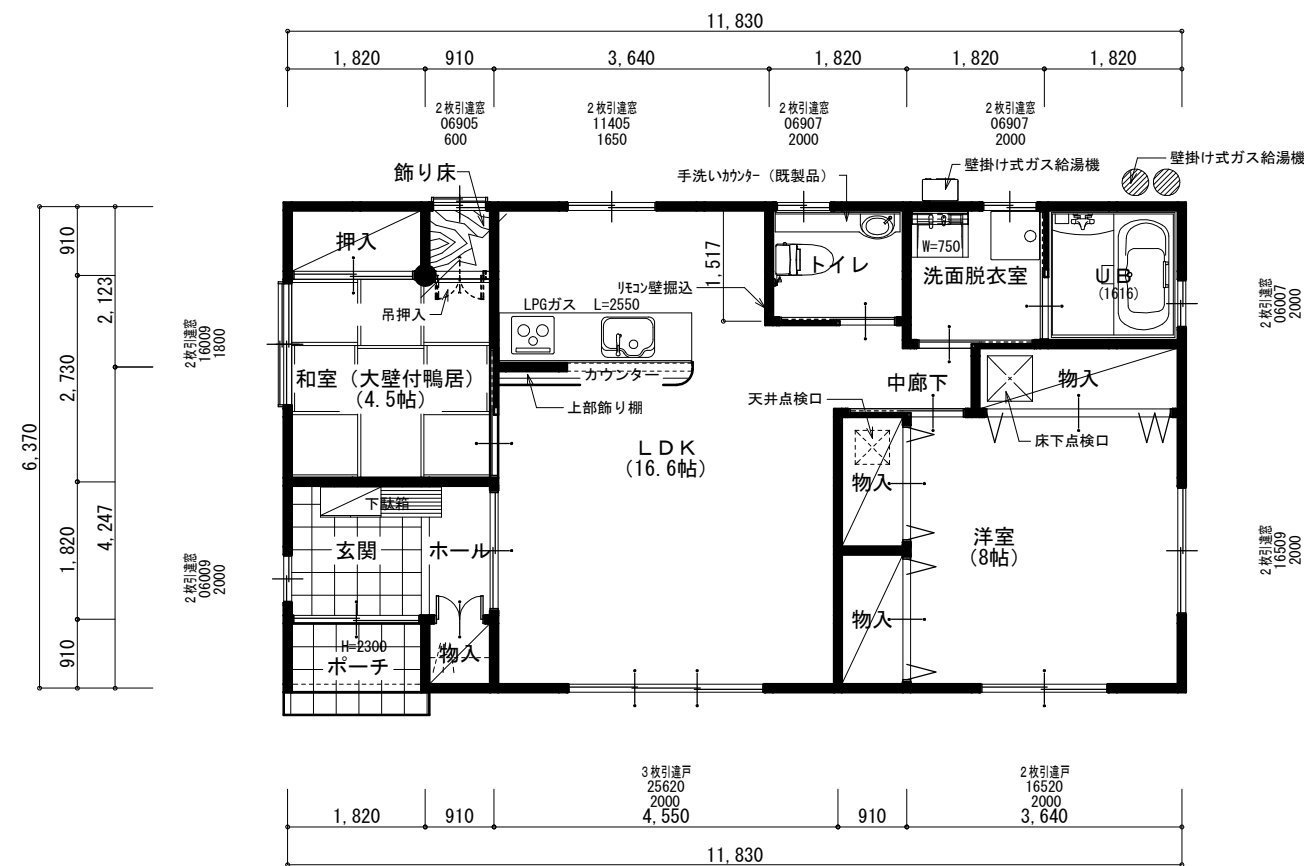 11,830
1,820
910
3,640
1,820
1,820
1,820
2枚引違窓
06905
600
2枚引違窓
11405
1650
2枚引違窓
06907
2000
2枚引違窓
06907
2000
飾り床
手洗いカウンター（既製品）
壁掛け式ガス給湯機
壁掛け式ガス給湯機
押入
W=750
トイレ
洗面脱衣室
UB
(1616)
1,517
リモコン壁掘込
吊押入
LPGガス
L=2550
910
2,123
2,730
6,370
1,820
4,247
910
2枚引違窓
16009
1800
2枚引違窓
06007
2000
和室（大壁付鴨居）
(4.5帖)
カウンター
上部飾り棚
中廊下
物入
天井点検口
床下点検口
LDK
(16.6帖)
物入
下駄箱
玄関
ホール
洋室
(8帖)
2枚引違窓
06009
2000
2枚引違窓
16509
2000
物入
H=2300
ポーチ
物入
3枚引違戸
25620
2000
2枚引違戸
16520
2000
1,820
910
4,550
910
3,640
11,830